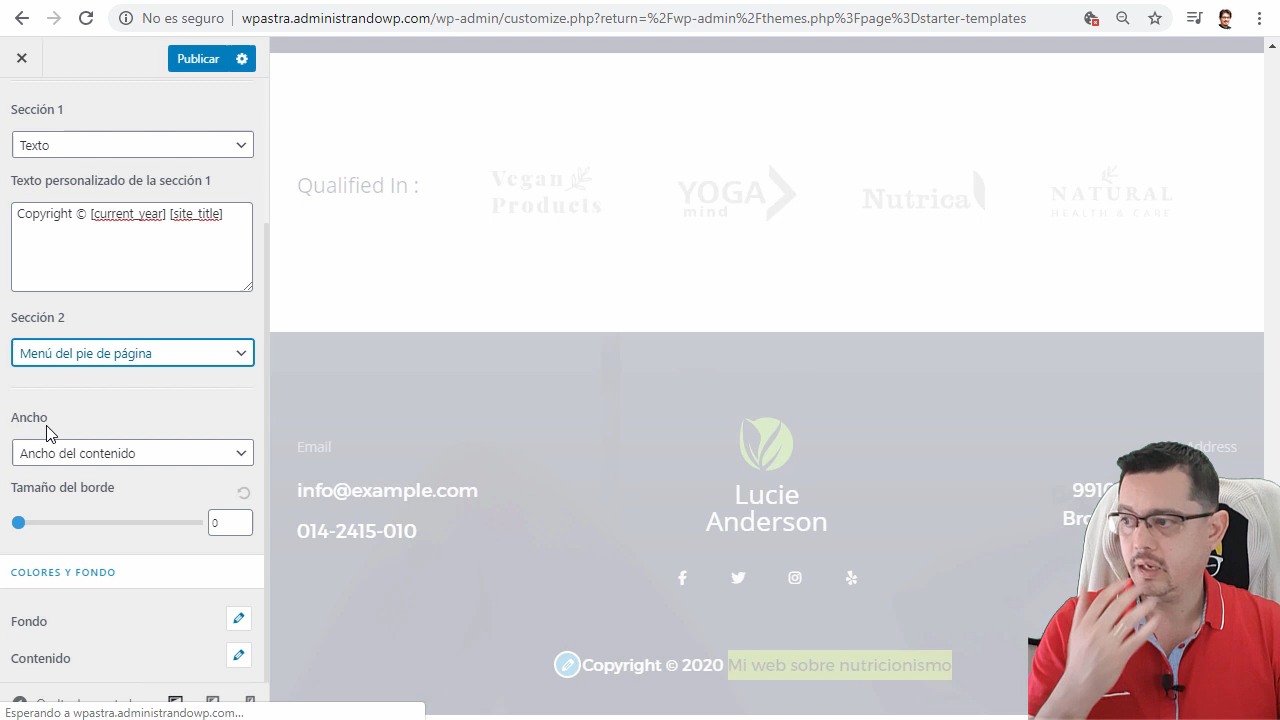 No es seguro
wpastra.administrandowp.com/wp-admin/customize.php?return=%2Fwp-admin%2Fthemes.php%3Fpage%3Dstarter-templates
Publicar
Sección 1
Texto
Texto personalizado de la sección 1
Copyright © [current_year] [site_title]
Sección 2
Menú del pie de página
Ancho
Ancho del contenido
Tamaño del borde
0
COLORES Y FONDO
Fondo
Contenido
Esperando a wpastra.administrandowp.com...
Qualified In :
Vegan
Products
YOGA
mind
Nutrica
NATURAL
HEALTH & CARE
Email
info@example.com
014-2415-010
Lucie
Anderson
Address
Copyright © 2020 Mi web sobre nutricionismo